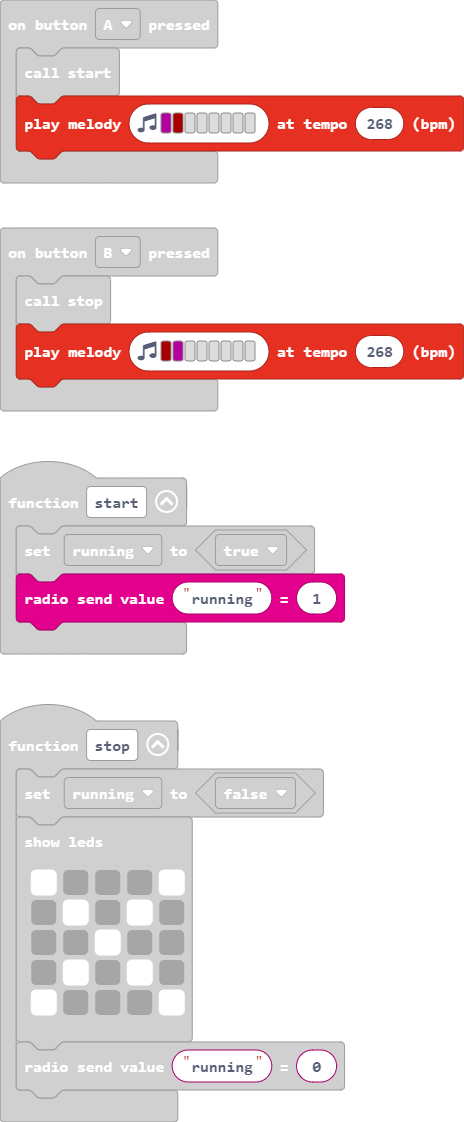 on button A pressed
call start
play melody at tempo 268 (bpm)
on button B pressed
call stop
play melody at tempo 268 (bpm)
function start
set running to true
radio send value "running" = 1
function stop
set running to false
show leds
radio send value "running" = 0